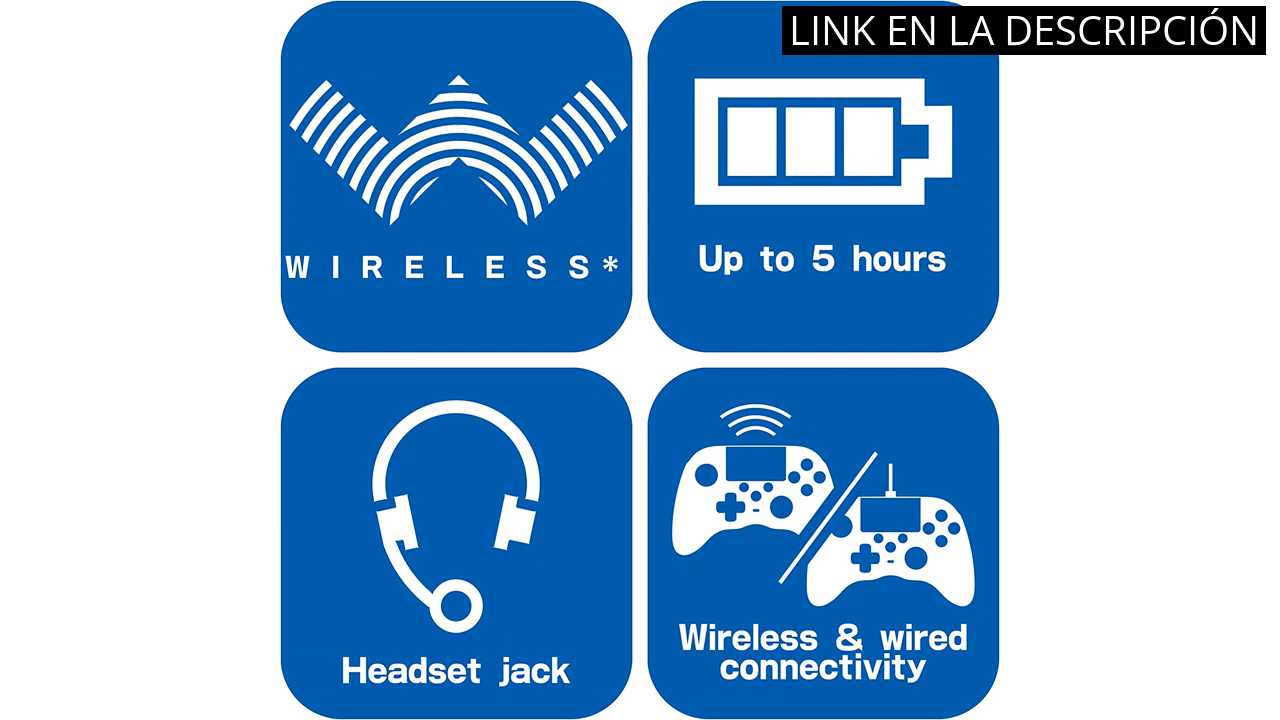 LINK EN LA DESCRIPCIÓN
WIRELESS*
Up to 5 hours
Headset jack
Wireless & wired
connectivity